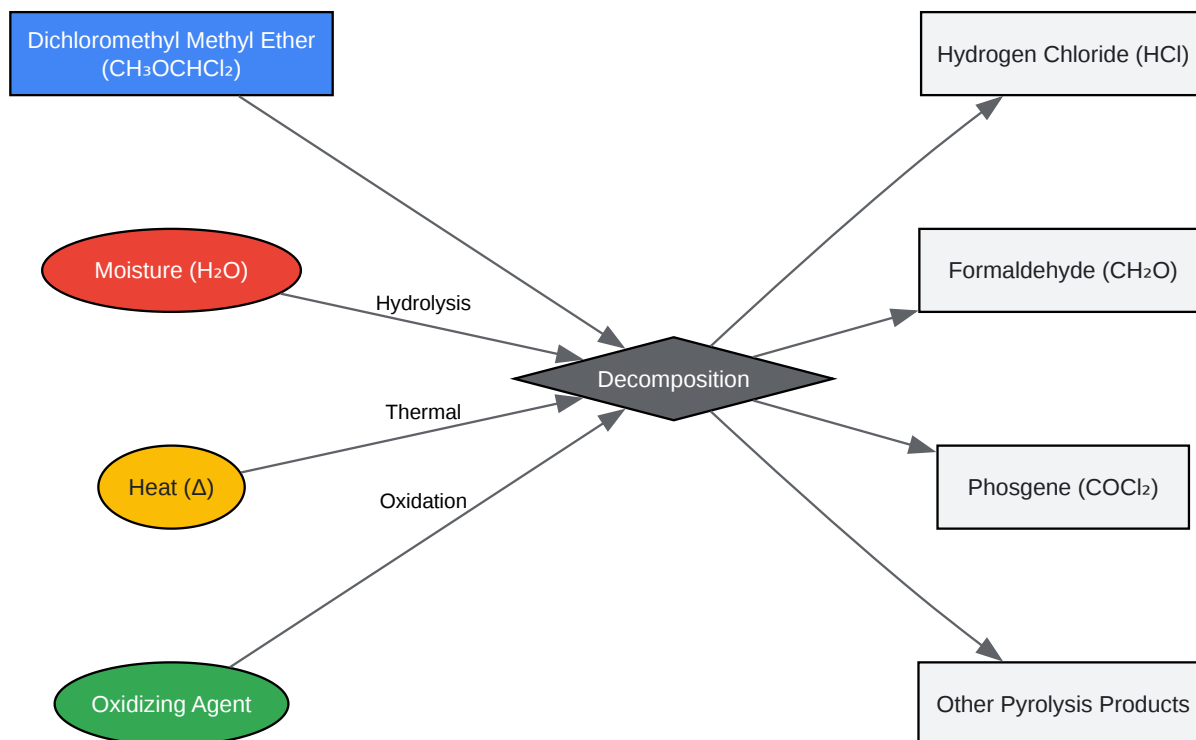 Dichloromethyl Methyl Ether
(CH₃OCHCl₂)
Hydrogen Chloride (HCl)
Moisture (H₂O)
Formaldehyde (CH₂O)
Hydrolysis
Decomposition
Thermal
Heat (Δ)
Phosgene (COCl₂)
Oxidation
Oxidizing Agent
Other Pyrolysis Products